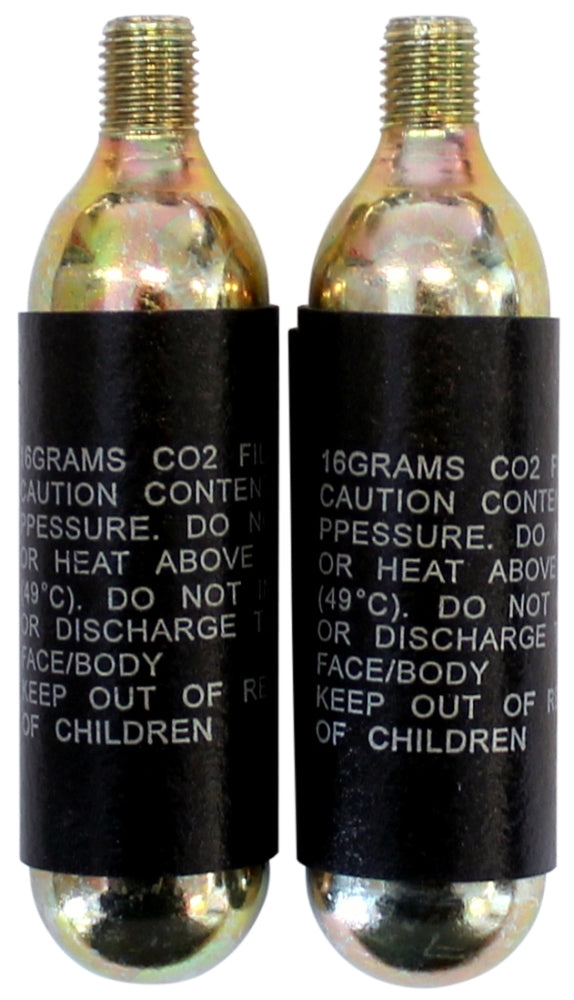 16GRAMS CO2
CAUTION
PPESSURE. DO
OR HEAT ABOVE
(49°C). DO NOT
OR DISCHARGE
FACE/BODY
KEEP OUT OF
OF CHILDREN
16GRAMS CO2
CAUTION
PPESSURE. DO
OR HEAT ABOVE
(49°C). DO NOT
OR DISCHARGE
FACE/BODY
KEEP OUT OF
OF CHILDREN